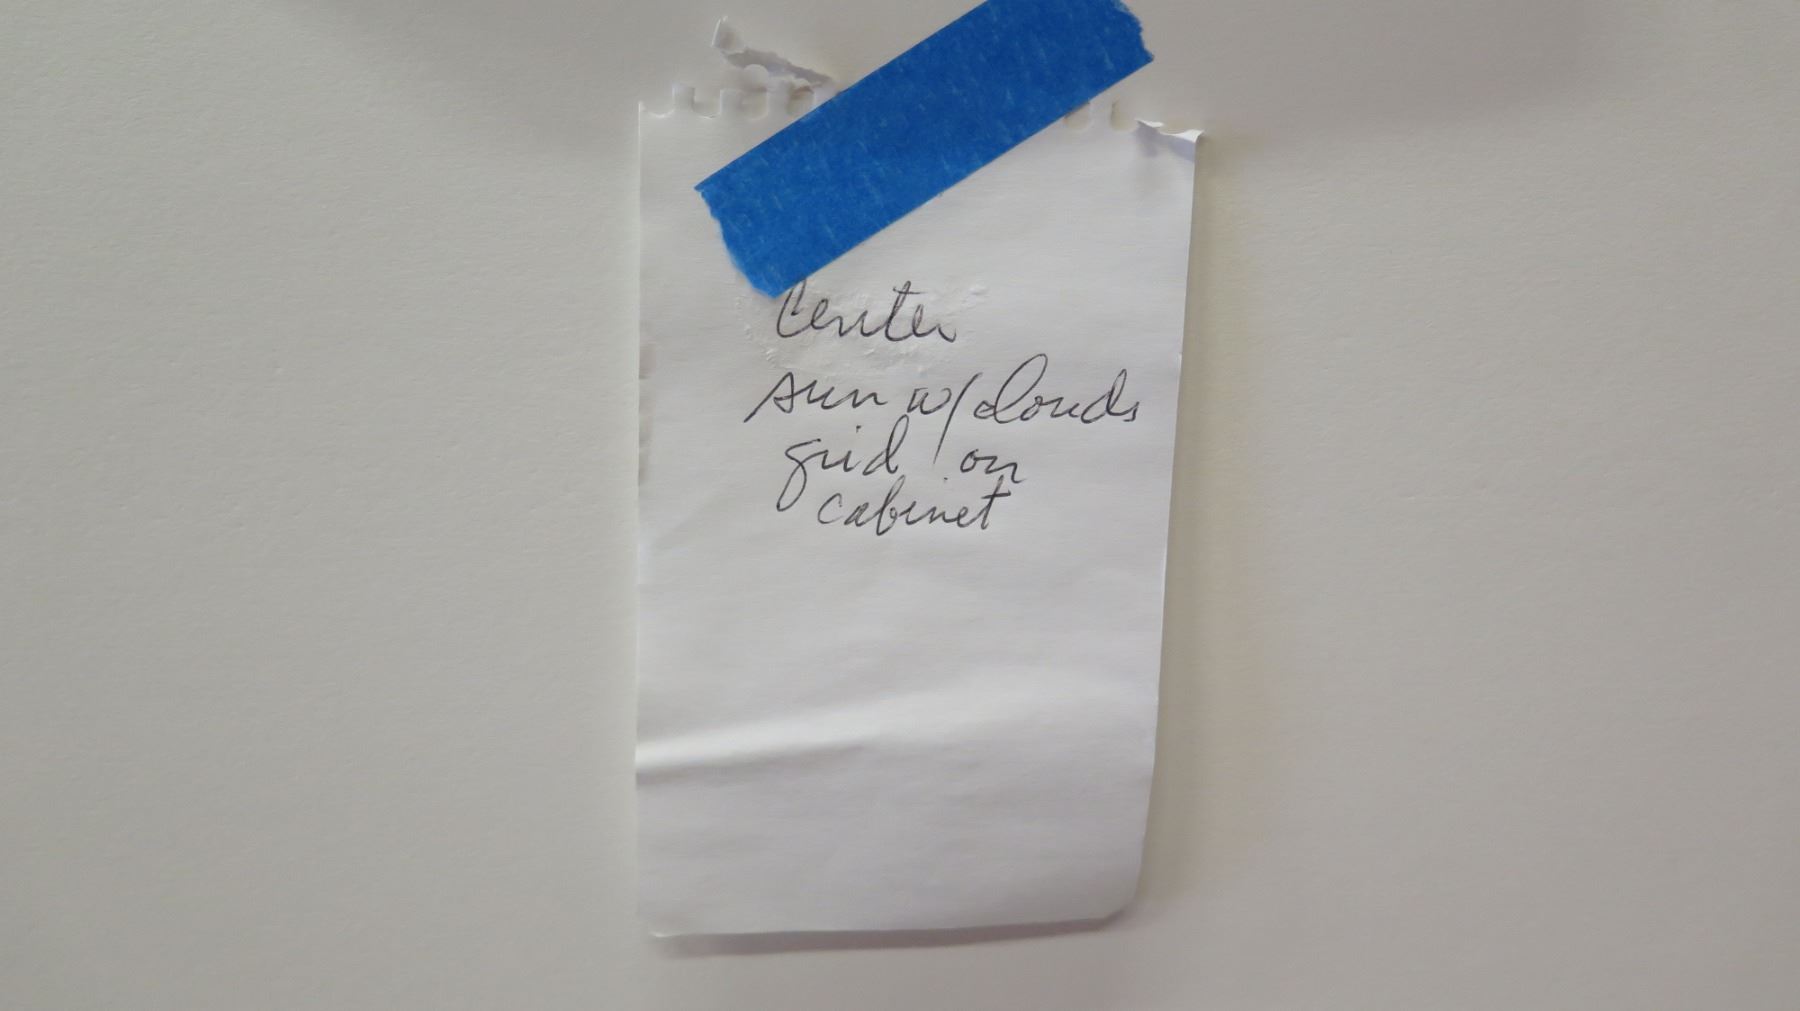 Center
sun w/clouds
grid on
cabinet